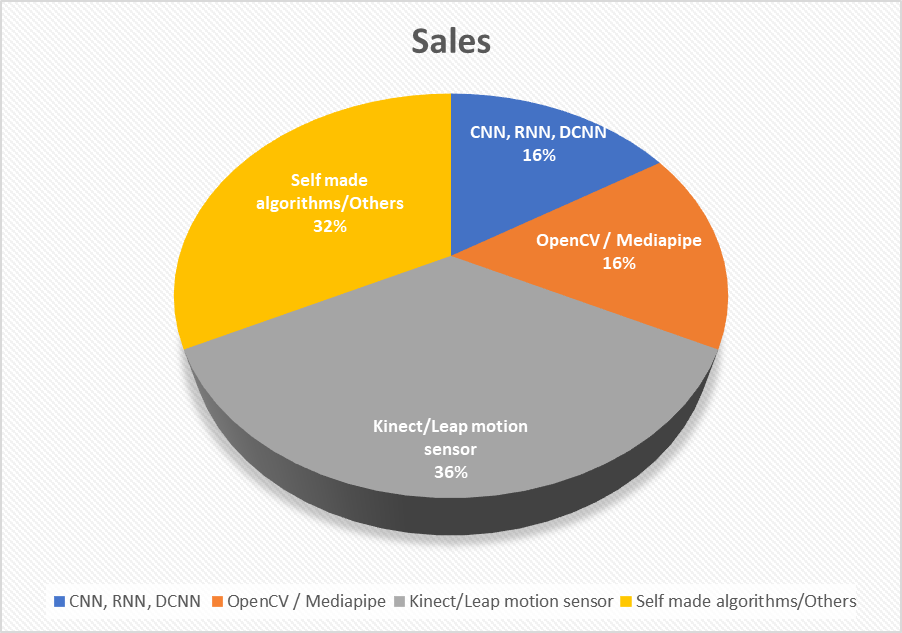 Sales
CNN, RNN, DCNN
16%
Self made
algorithms/Others
32%
OpenCV / Mediapipe
16%
Kinect/Leap motion
sensor
36%
CNN, RNN, DCNN OpenCV / Mediapipe Kinect/Leap motion sensor Self made algorithms/Others